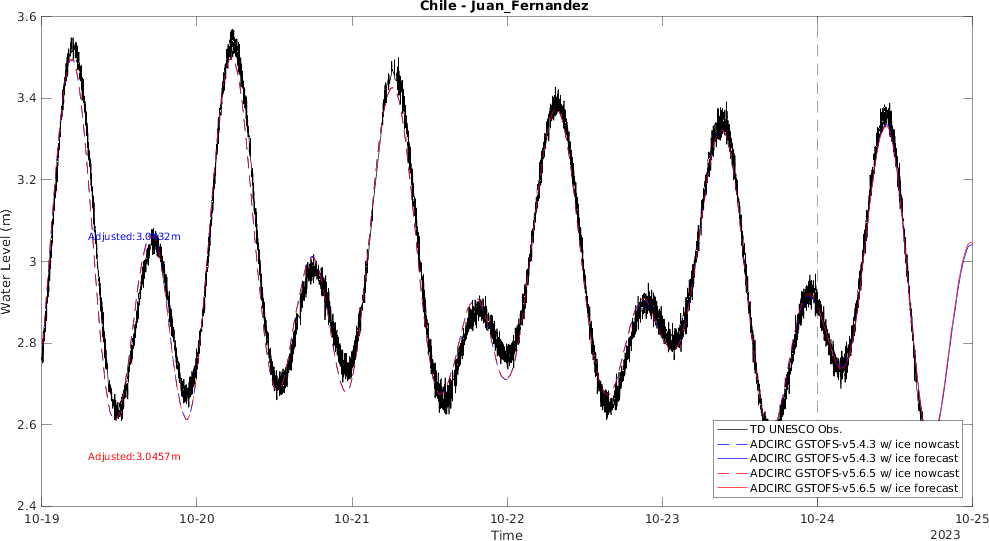 Chile - Juan_Fernandez
3.6
3.4
3.2
3
2.8
2.6
2.4
Water Level (m)
Adjusted:3.0457m
TD UNESCO Obs.
ADCIRC GSTOFS-v5.4.3 w/ ice nowcast
ADCIRC GSTOFS-v5.4.3 w/ ice forecast
ADCIRC GSTOFS-v5.6.5 w/ ice nowcast
ADCIRC GSTOFS-v5.6.5 w/ ice forecast
10-19
10-20
10-21
10-22
10-23
10-24
10-25
Time
2023